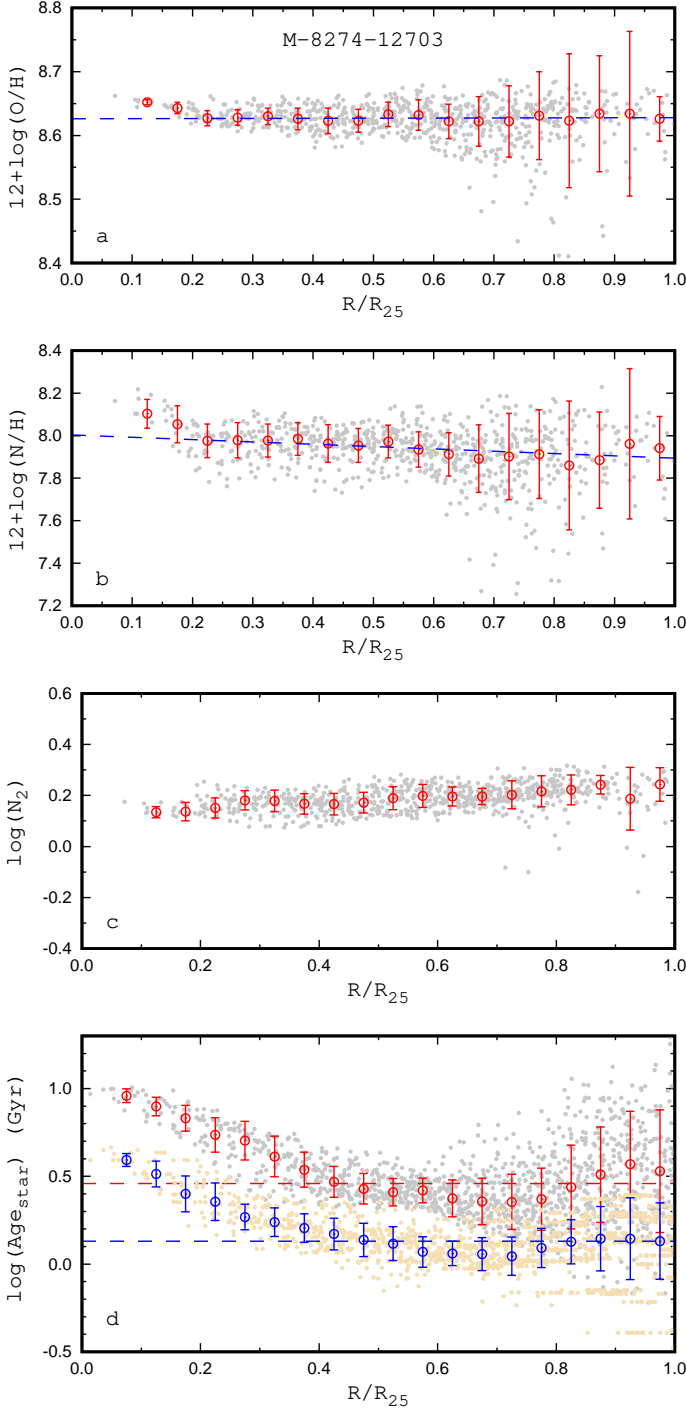 8.8
M−8274−12703
8.7
8.6
8.5
8.4
12+log(O/H)
a
0.0 0.1 0.2 0.3 0.4 0.5 0.6 0.7 0.8 0.9 1.0
R/R25
8.4
8.2
8.0
7.8
7.6
7.4
7.2
12+log(N/H)
b
0.0 0.1 0.2 0.3 0.4 0.5 0.6 0.7 0.8 0.9 1.0
R/R25
0.6
0.4
0.2
0.0
-0.2
-0.4
log(N2)
c
0.0 0.2 0.4 0.6 0.8 1.0
R/R25
1.0
0.5
0.0
-0.5
log(Agestar) (Gyr)
d
0.0 0.2 0.4 0.6 0.8 1.0
R/R25